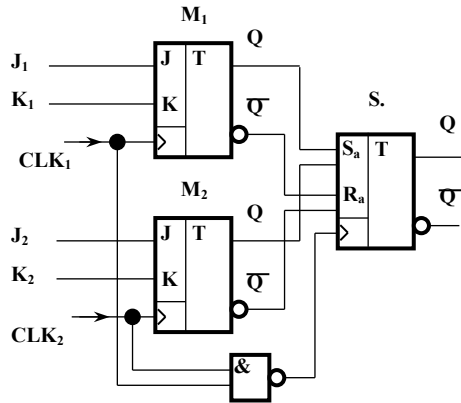 M₁
Q
J₁
J T
K₁
K
Q̅
S.
CLK₁
Q
Sₐ T
M₂
Rₐ
Q̅
Q
J₂
J T
K₂
K
Q̅
CLK₂
&